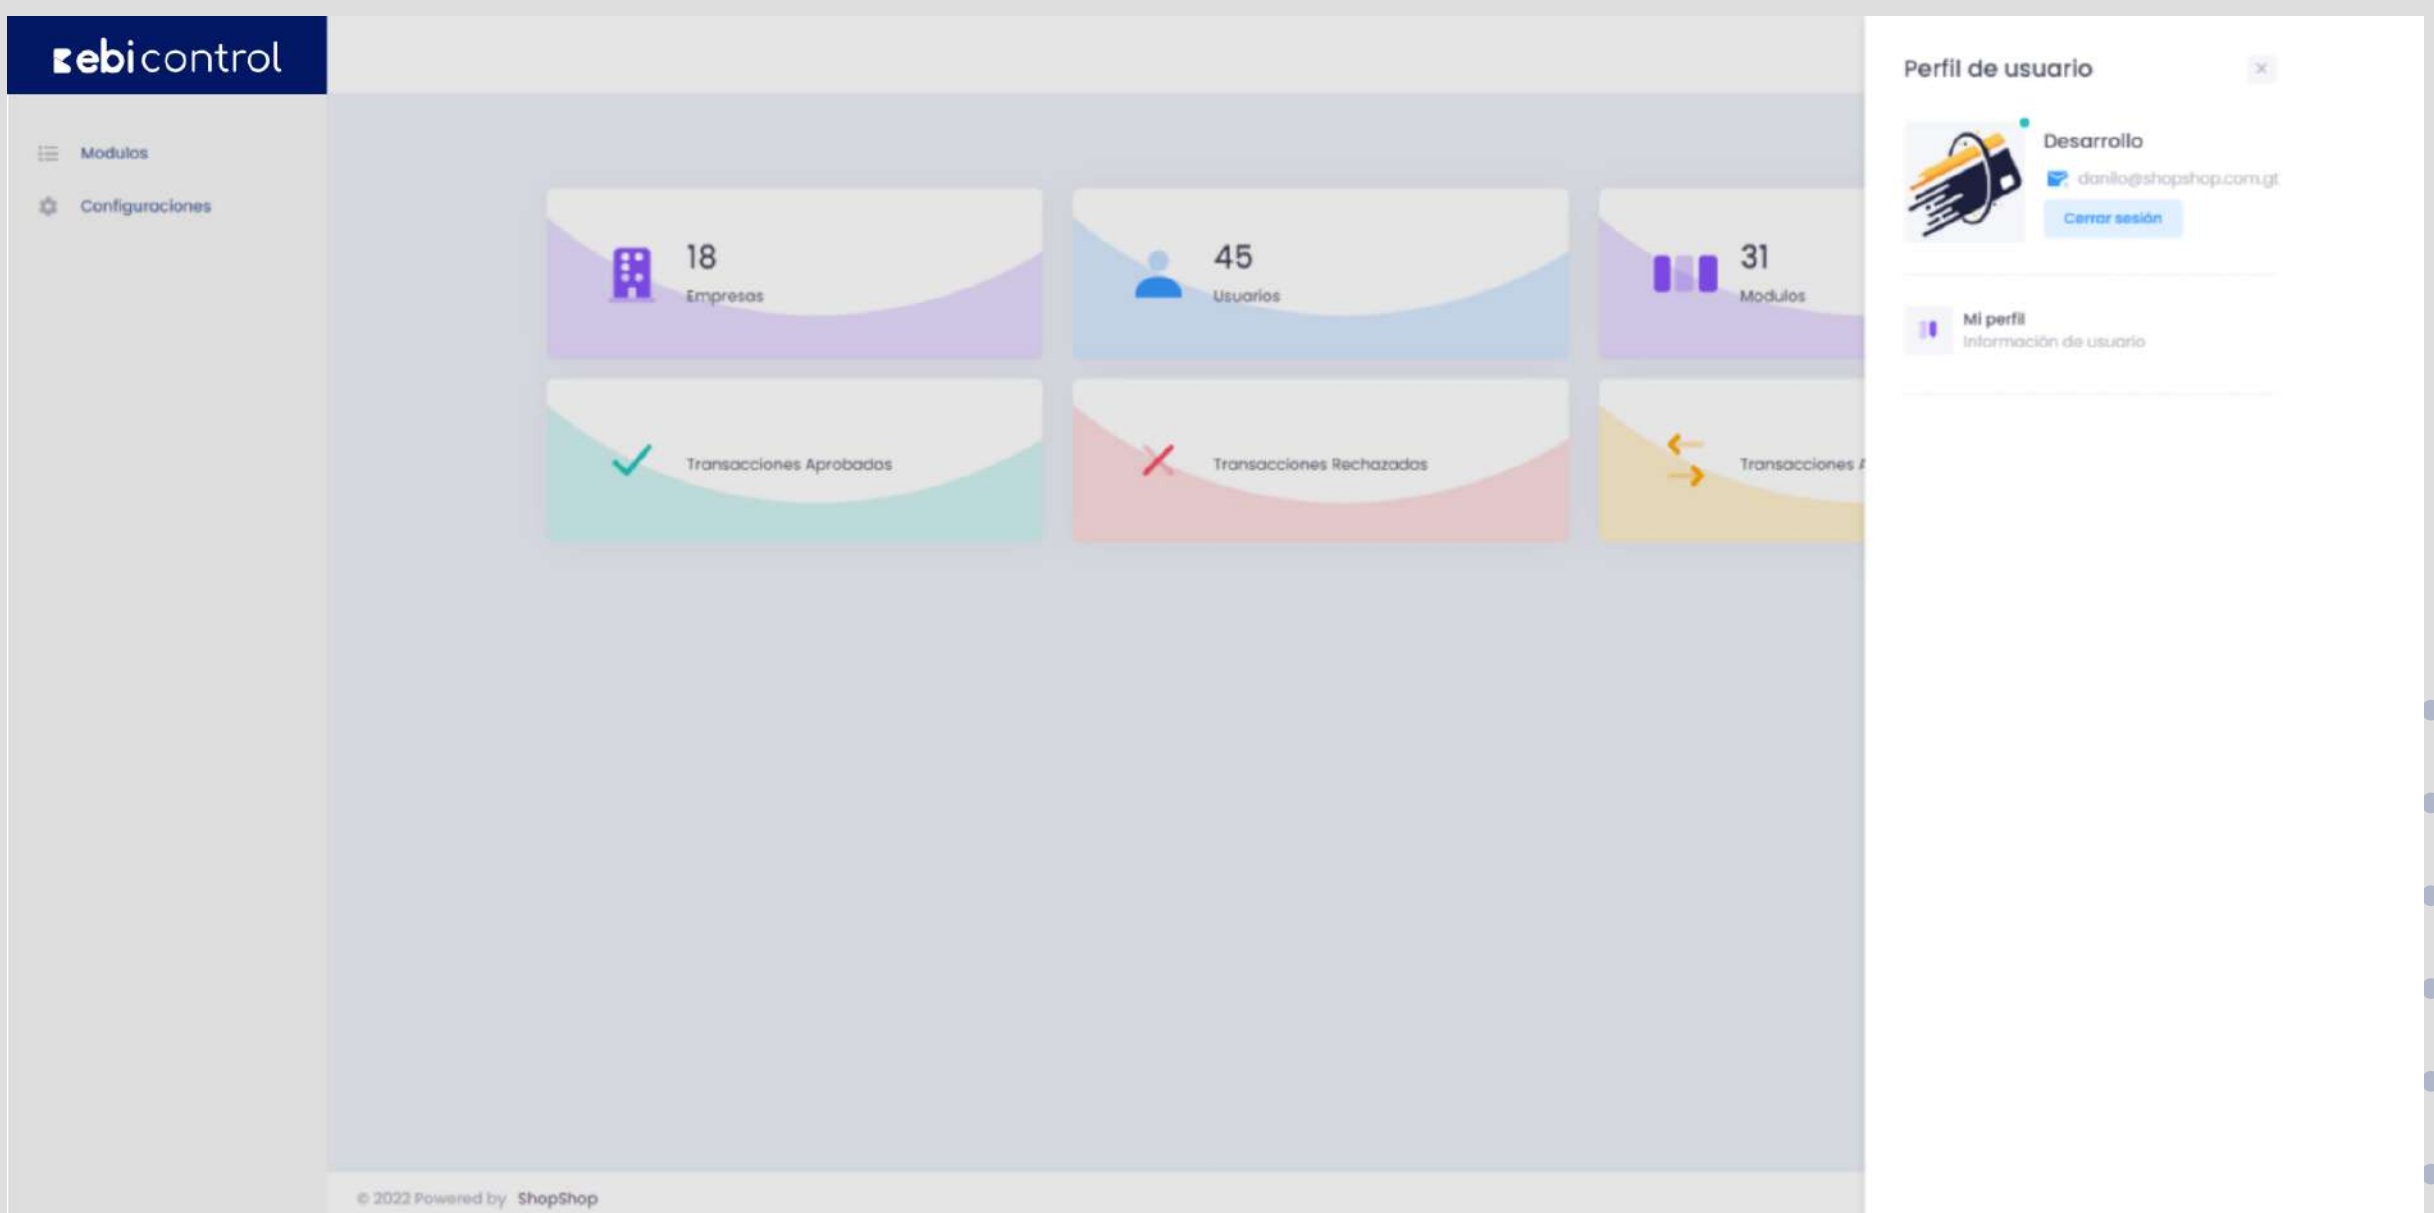 ebicontrol
Modulos
Configuraciones
18
Empresas
45
Usuarios
31
Modulos
Transacciones Aprobadas
Transacciones Rechazadas
Transacciones
© 2022 Powered by ShopShop
Perfil de usuario
Desarrollo
danilo@shopshop.com.gt
Cerrar sesión
Mi perfil
Información de usuario